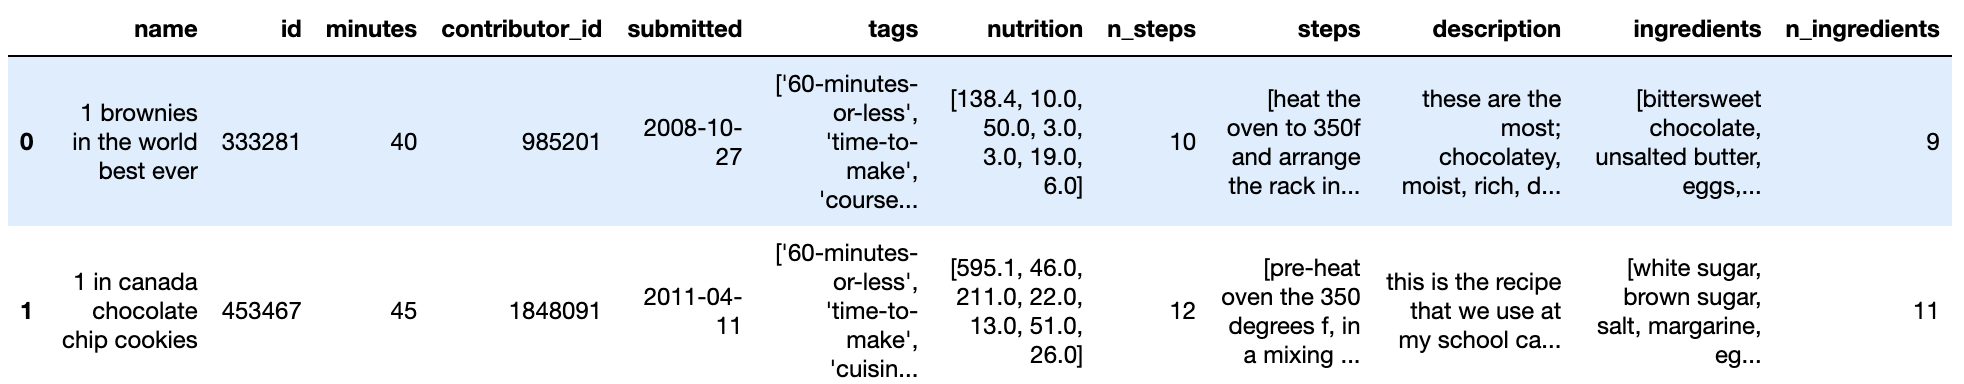 name id minutes contributor_id submitted tags nutrition n_steps steps description ingredients n_ingredients
0
1 brownies
in the world
best ever
333281
40
985201
2008-10-
27
['60-minutes-
or-less',
'time-to-
make',
'course...
[138.4, 10.0,
50.0, 3.0,
3.0, 19.0,
6.0]
10
[heat the
oven to 350f
and arrange
the rack in...
these are the
most;
chocolatey,
moist, rich, d...
[bittersweet
chocolate,
unsalted butter,
eggs,...
9
1
1 in canada
chocolate
chip cookies
453467
45
1848091
2011-04-
11
['60-minutes-
or-less',
'time-to-
make',
'cuisin...
[595.1, 46.0,
211.0, 22.0,
13.0, 51.0,
26.0]
12
[pre-heat
oven the 350
degrees f, in
a mixing ...
this is the recipe
that we use at
my school ca...
[white sugar,
brown sugar,
salt, margarine,
eg...
11